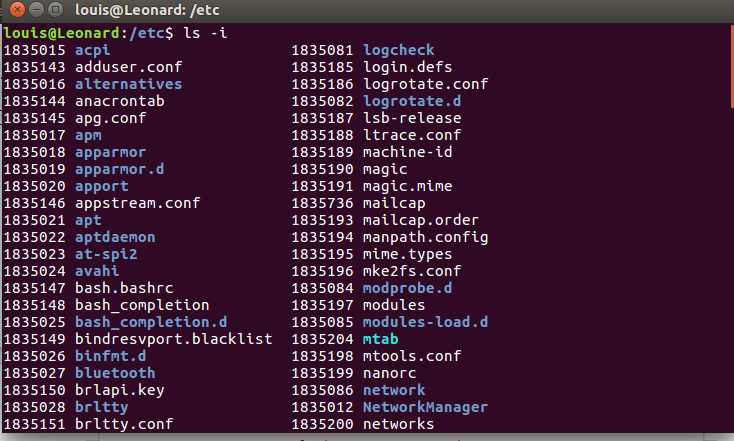 louis@Leonard: /etc
louis@Leonard:/etc$ ls -i
1835015 acpi 1835081 logcheck
1835143 adduser.conf 1835185 login.defs
1835016 alternatives 1835186 logrotate.conf
1835144 anacrontab 1835082 logrotate.d
1835145 apg.conf 1835187 lsb-release
1835017 apm 1835188 ltrace.conf
1835018 apparmor 1835189 machine-id
1835019 apparmor.d 1835190 magic
1835020 apport 1835191 magic.mime
1835146 appstream.conf 1835736 mailcap
1835021 apt 1835193 mailcap.order
1835022 aptdaemon 1835194 manpath.config
1835023 at-spi2 1835195 mime.types
1835024 avahi 1835196 mke2fs.conf
1835147 bash.bashrc 1835084 modprobe.d
1835148 bash_completion 1835197 modules
1835025 bash_completion.d 1835085 modules-load.d
1835149 bindresvport.blacklist 1835204 mtab
1835026 binfmt.d 1835198 mtools.conf
1835027 bluetooth 1835199 nanorc
1835150 brlapi.key 1835086 network
1835028 brltty 1835012 NetworkManager
1835151 brltty.conf 1835200 networks